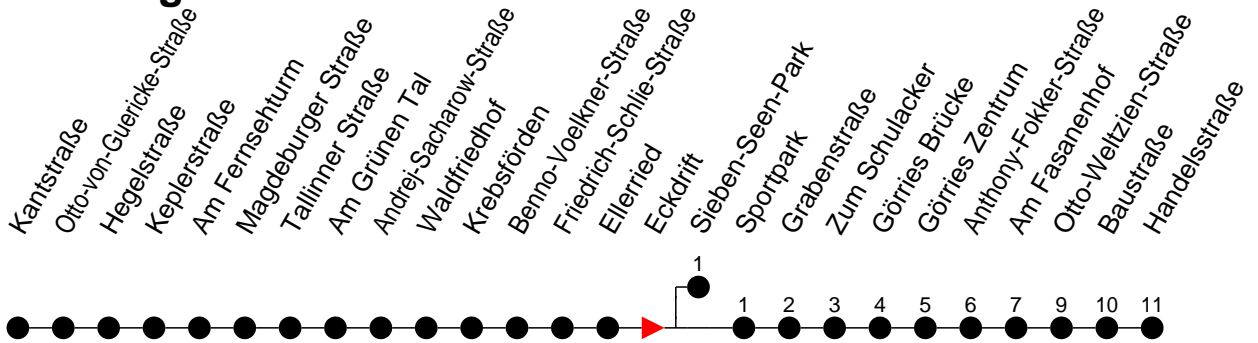 Kantstraße
Otto-von-Guericke-Straße
Hegelstraße
Keplerstraße
Am Fernsehturm
Magdeburger Straße
Tallinner Straße
Am Grünen Tal
Andrej-Sacharow-Straße
Waldfriedhof
Krebsförden
Benno-Voelkner-Straße
Friedrich-Schlie-Straße
Ellerried
Eckdrift
Sieben-Seen-Park
Sportpark
Grabenstraße
Zum Schulacker
Görries Brücke
Görries Zentrum
Anthony-Fokker-Straße
Am Fasanenhof
Otto-Weltzien-Straße
Baustraße
Handelsstraße
1
1 2 3 4 5 6 7 9 10 11